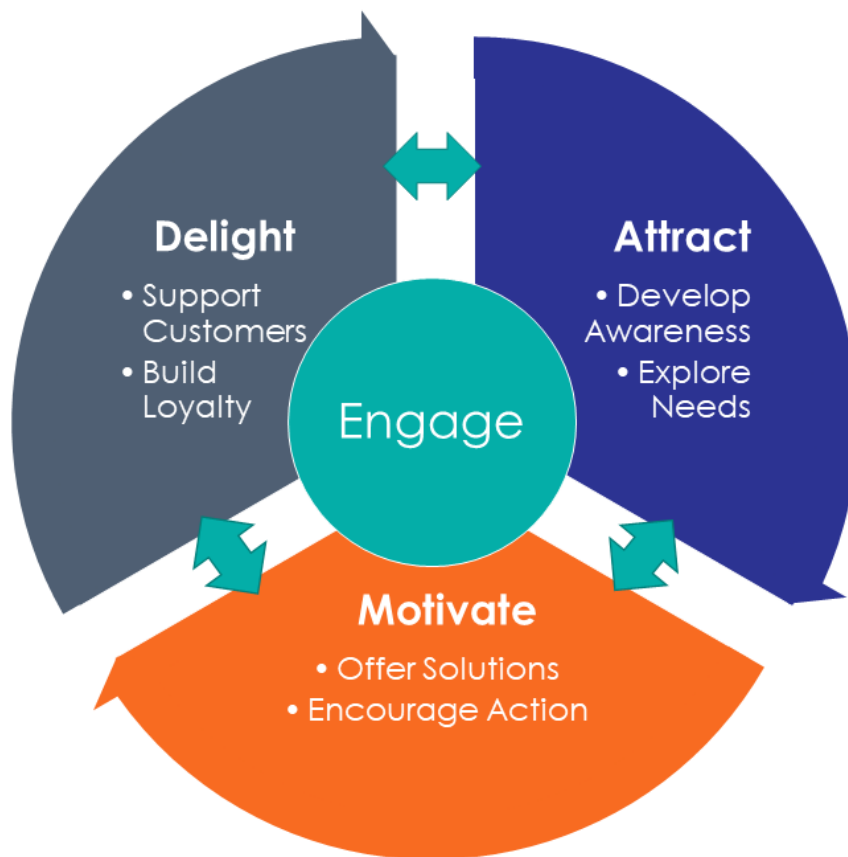 Delight
• Support
Customers
• Build
Loyalty
Attract
• Develop
Awareness
• Explore
Needs
Engage
Motivate
• Offer Solutions
• Encourage Action